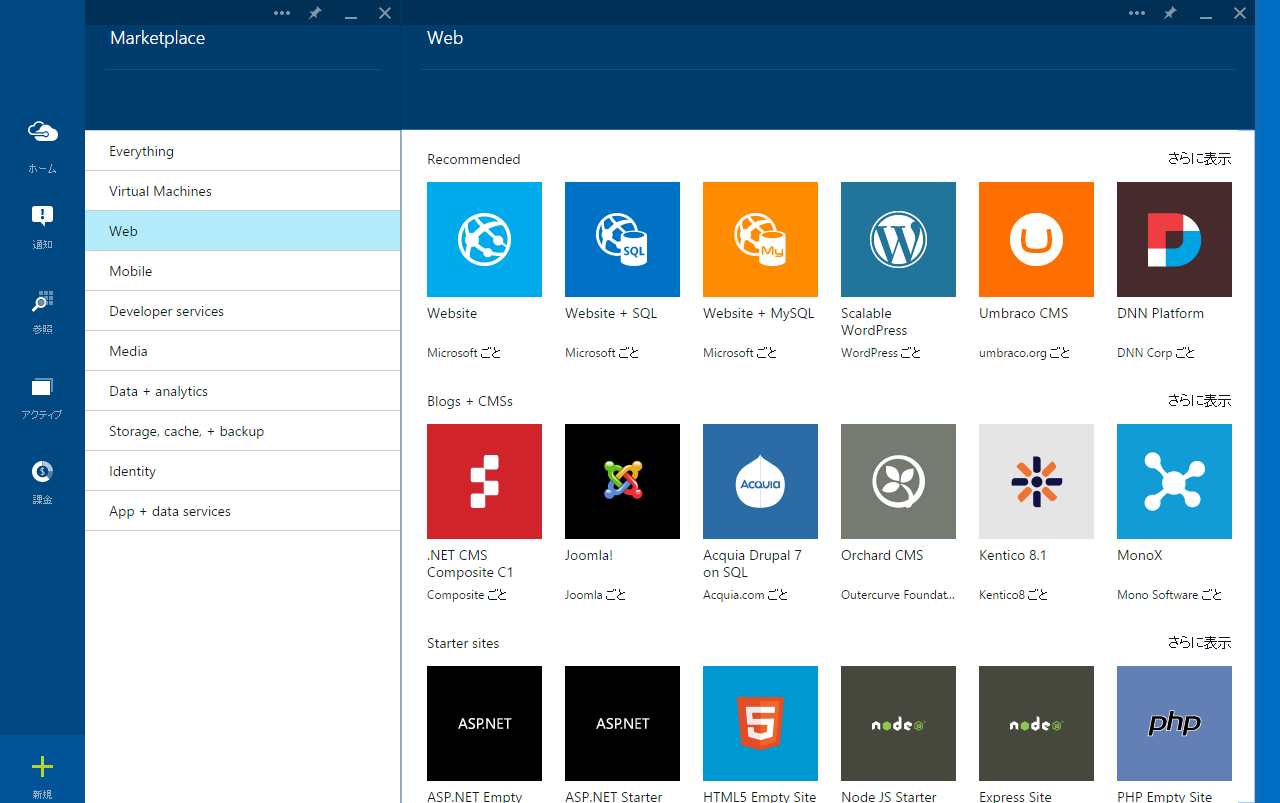 Marketplace
Web
ホーム
通知
参照
アクティブ
課金
新規
Everything
Virtual Machines
Web
Mobile
Developer services
Media
Data + analytics
Storage, cache, + backup
Identity
App + data services
Recommended
さらに表示
SQL
My
Website
Website + SQL
Website + MySQL
Scalable
WordPress
Umbraco CMS
DNN Platform
Microsoft ごと
Microsoft ごと
Microsoft ごと
WordPress ごと
umbraco.org ごと
DNN Corp ごと
Blogs + CMSs
さらに表示
Acquia
.NET CMS
Composite C1
Joomla!
Acquia Drupal 7
on SQL
Orchard CMS
Kentico 8.1
MonoX
Composite ごと
Joomla ごと
Acquia.com ごと
Outercurve Foundat...
Kentico8 ごと
Mono Software ごと
Starter sites
さらに表示
ASP.NET
ASP.NET
5
node
node
php
ASP.NET Empty
ASP.NET Starter
HTML5 Empty Site
Node JS Starter
Express Site
PHP Empty Site